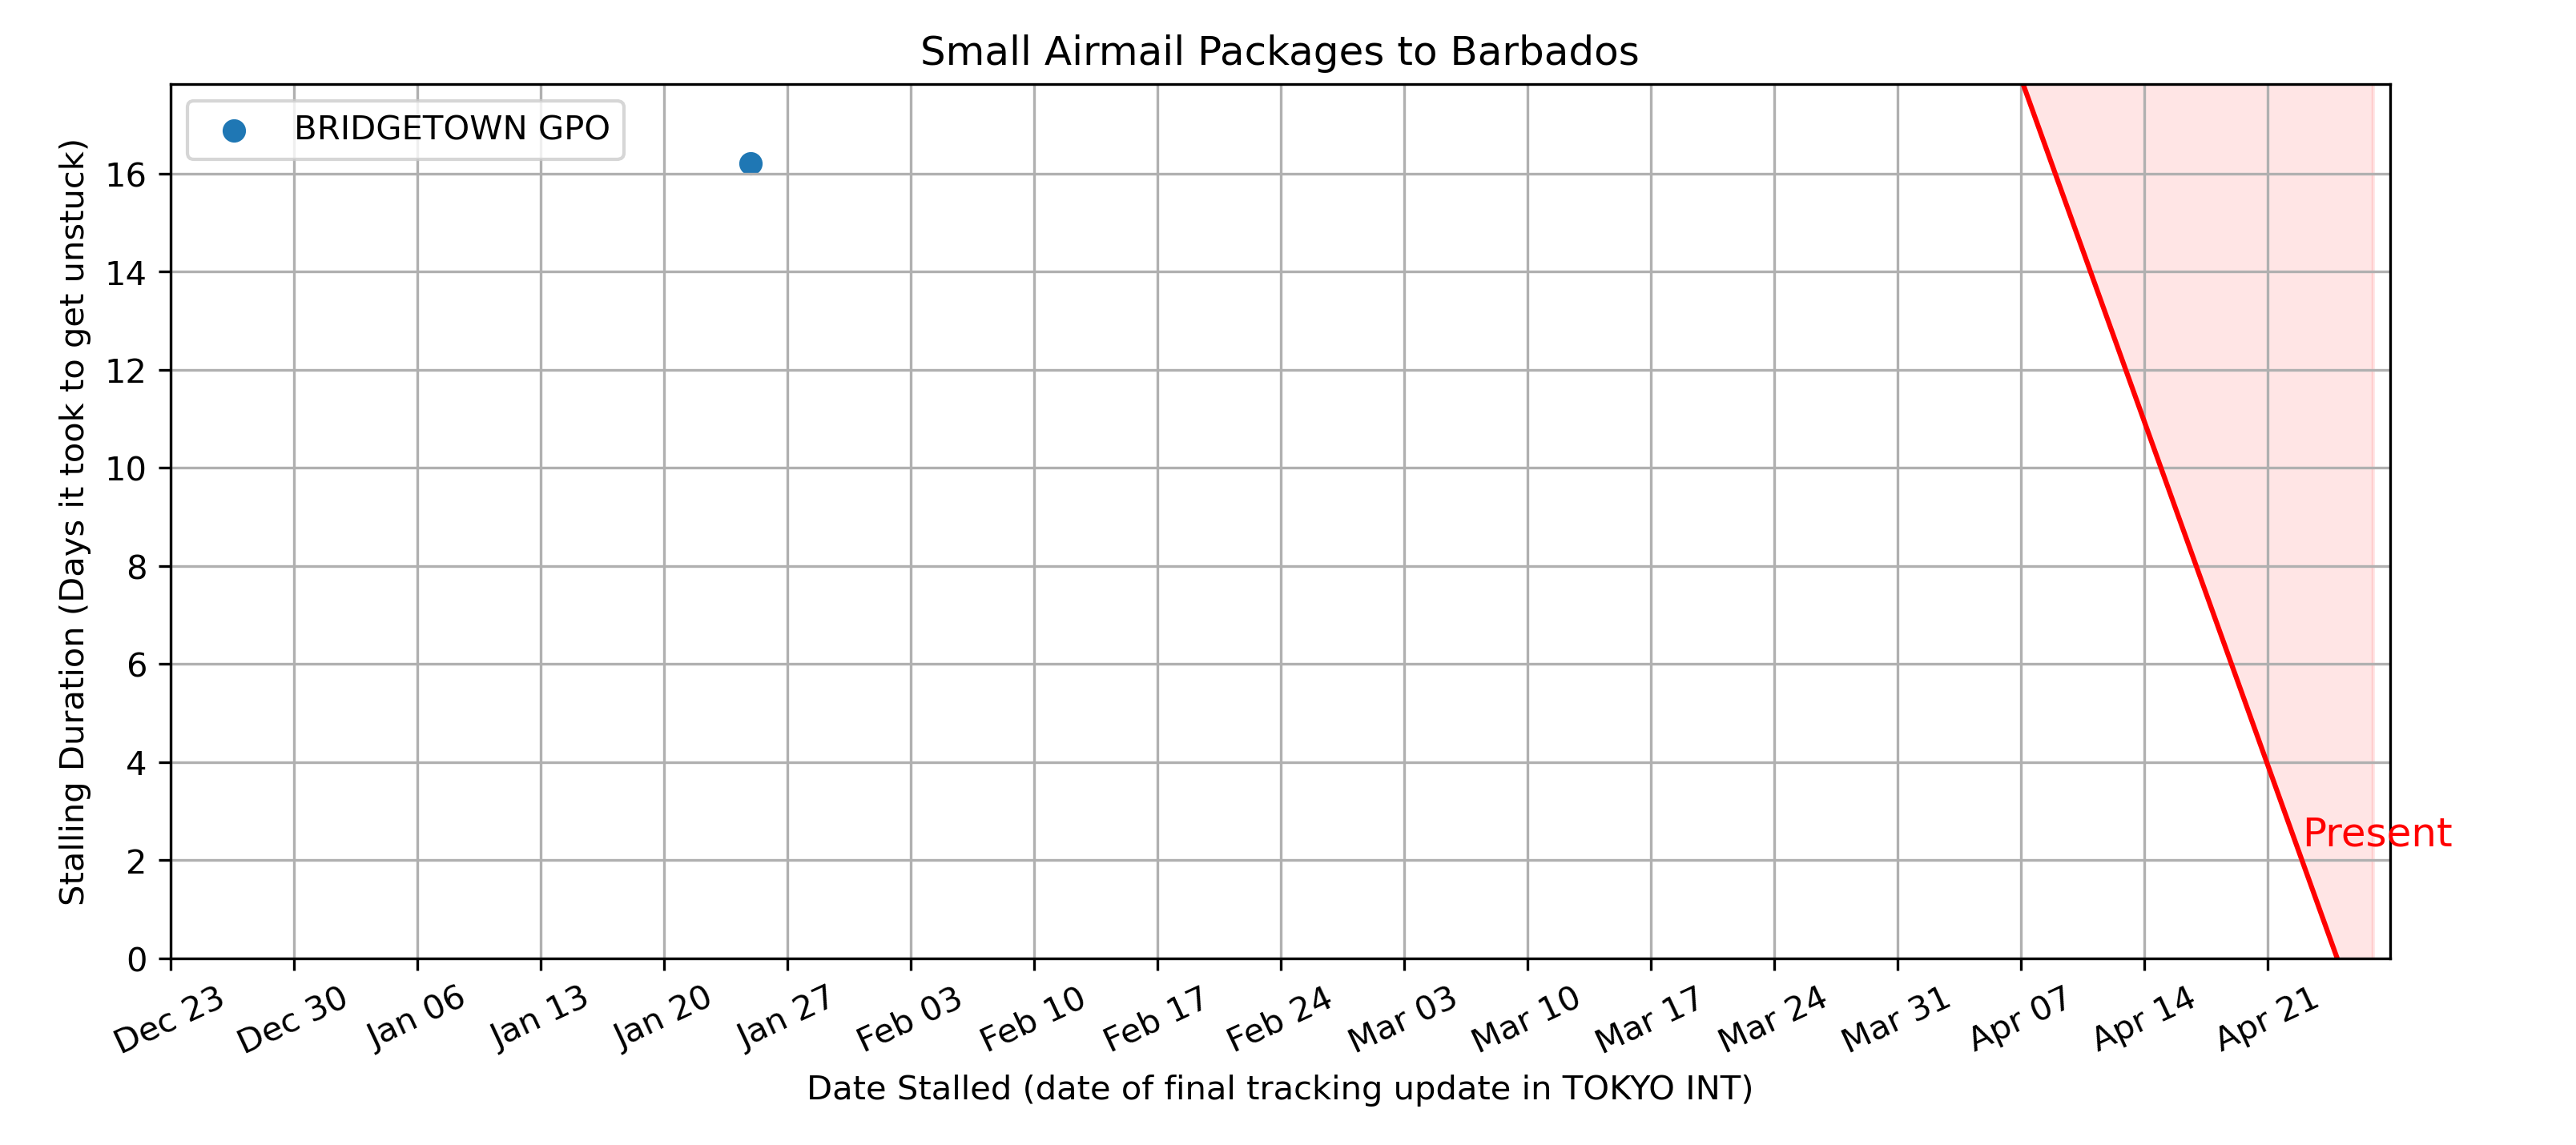 Small Airmail Packages to Barbados
BRIDGETOWN GPO
Stalling Duration (Days it took to get unstuck)
16
14
12
10
8
6
4
2
0
Present
Dec 23 Dec 30 Jan 06 Jan 13 Jan 20 Jan 27 Feb 03 Feb 10 Feb 17 Feb 24 Mar 03 Mar 10 Mar 17 Mar 24 Mar 31 Apr 07 Apr 14 Apr 21
Date Stalled (date of final tracking update in TOKYO INT)